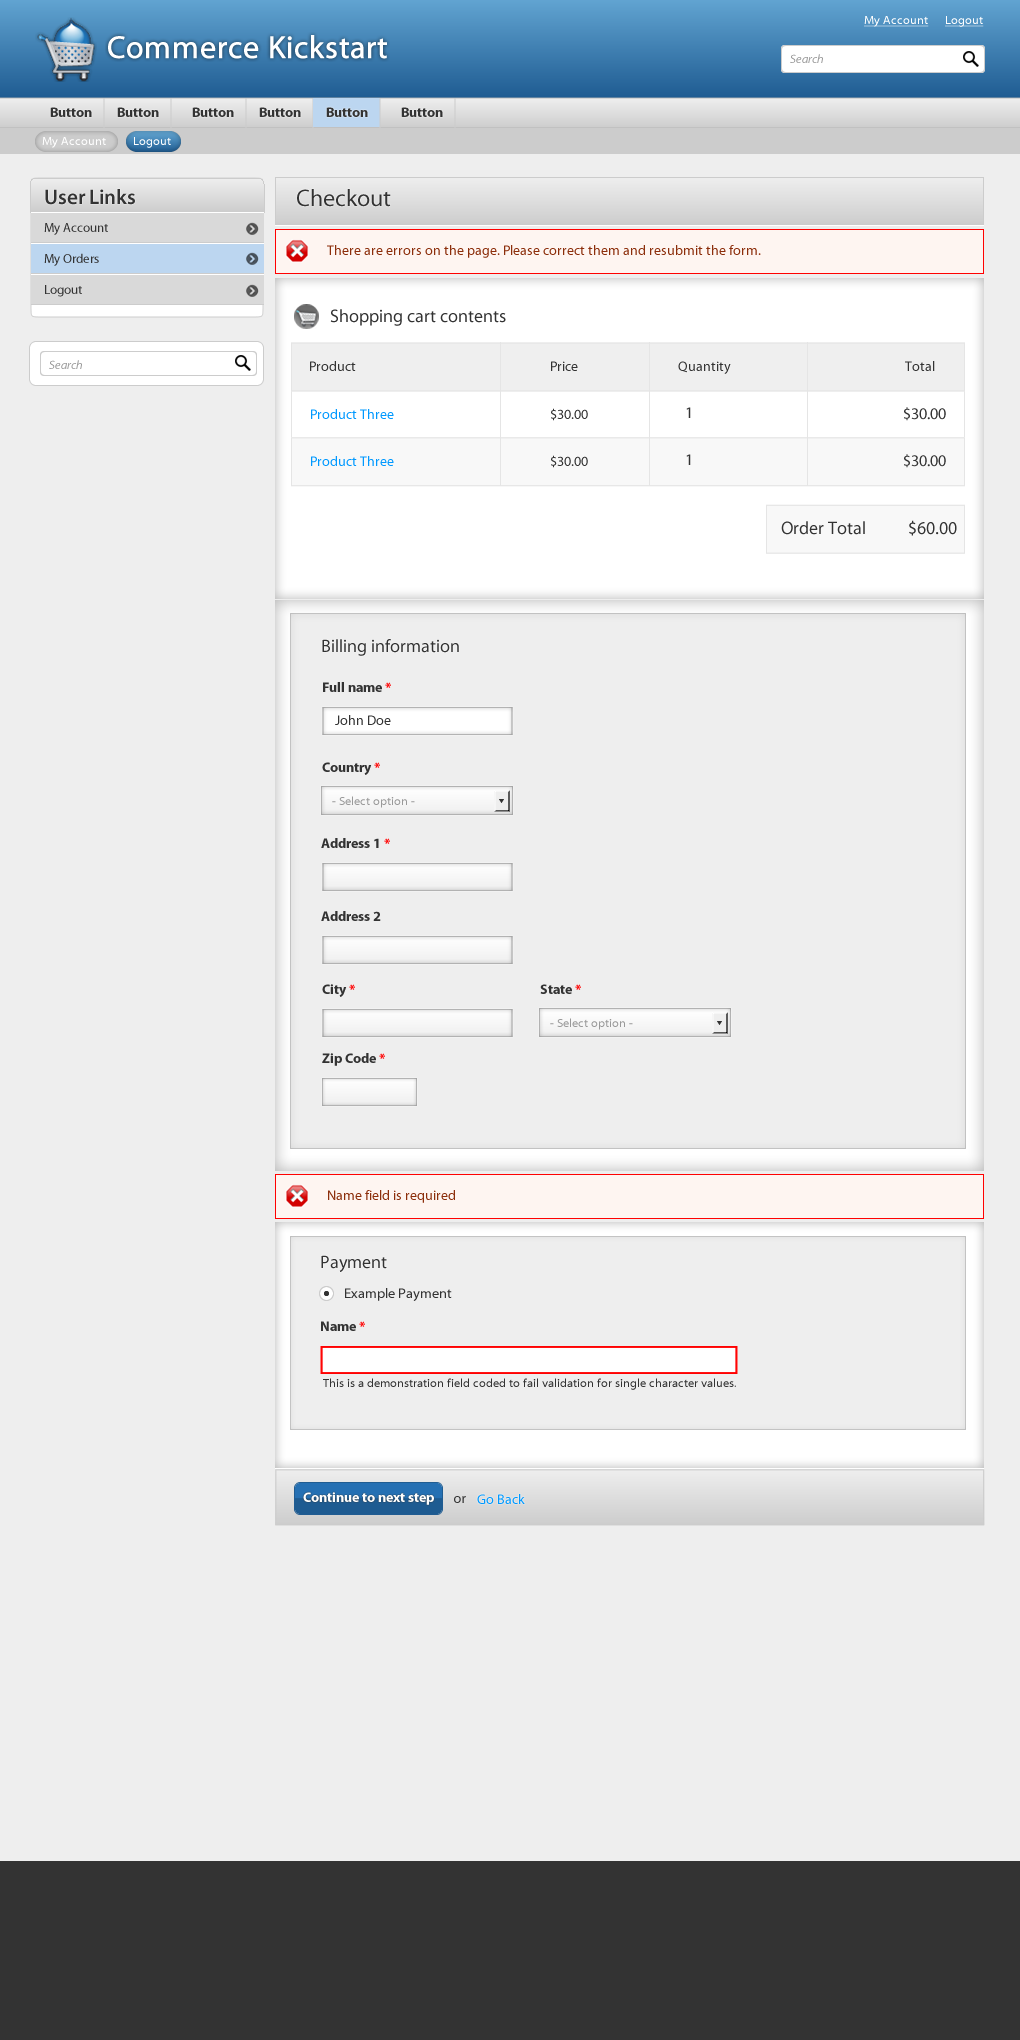 My Account Logout
Commerce Kickstart
Search
Button Button Button Button Button Button
My Account Logout
User Links
My Account
My Orders
Logout
Search
Checkout
There are errors on the page. Please correct them and resubmit the form.
Shopping cart contents
Product Price Quantity Total
Product Three $30.00 1 $30.00
Product Three $30.00 1 $30.00
Order Total $60.00
Billing information
Full name *
John Doe
Country *
- Select option -
Address 1 *
Address 2
City * State *
- Select option -
Zip Code *
Name field is required
Payment
Example Payment
Name *
This is a demonstration field coded to fail validation for single character values.
Continue to next step or Go Back